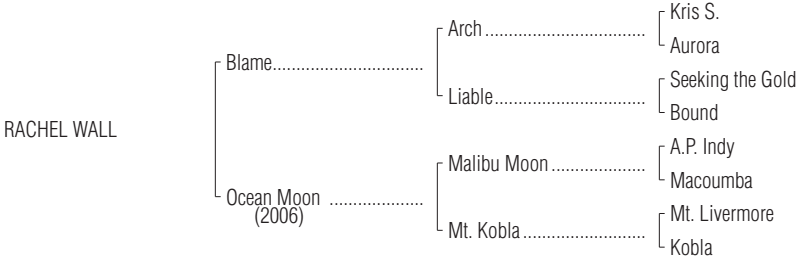 Kris S.
Arch
Aurora
Blame
Seeking the Gold
Liable
Bound
RACHEL WALL
A.P. Indy
Malibu Moon
Macoumba
Ocean Moon
(2006)
Mt. Livermore
Mt. Kobla
Kobla